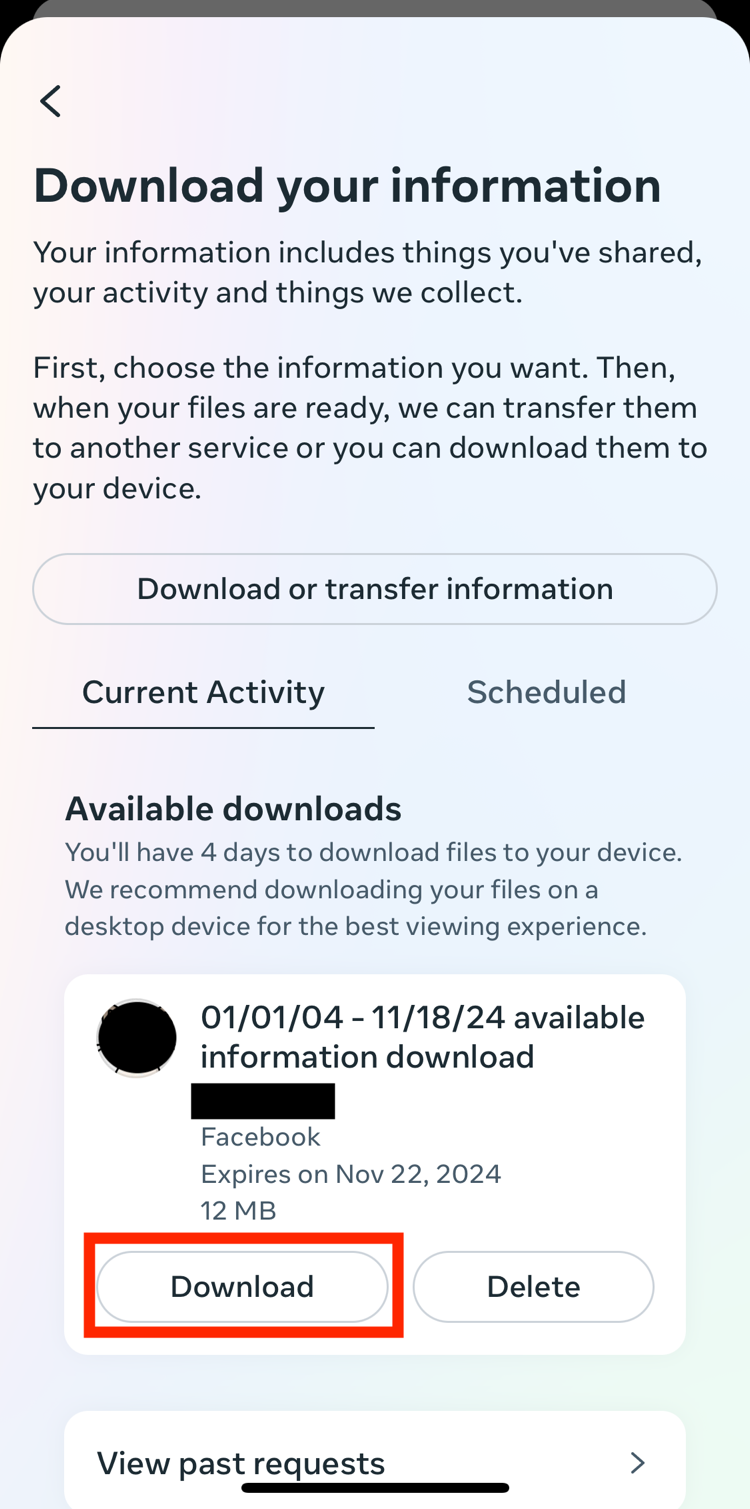 Download your information
Your information includes things you've shared,
your activity and things we collect.
First, choose the information you want. Then,
when your files are ready, we can transfer them
to another service or you can download them to
your device.
Download or transfer information
Current Activity
Scheduled
Available downloads
You'll have 4 days to download files to your device.
We recommend downloading your files on a
desktop device for the best viewing experience.
01/01/04 – 11/18/24 available
information download
Facebook
Expires on Nov 22, 2024
12 MB
Download
Delete
View past requests